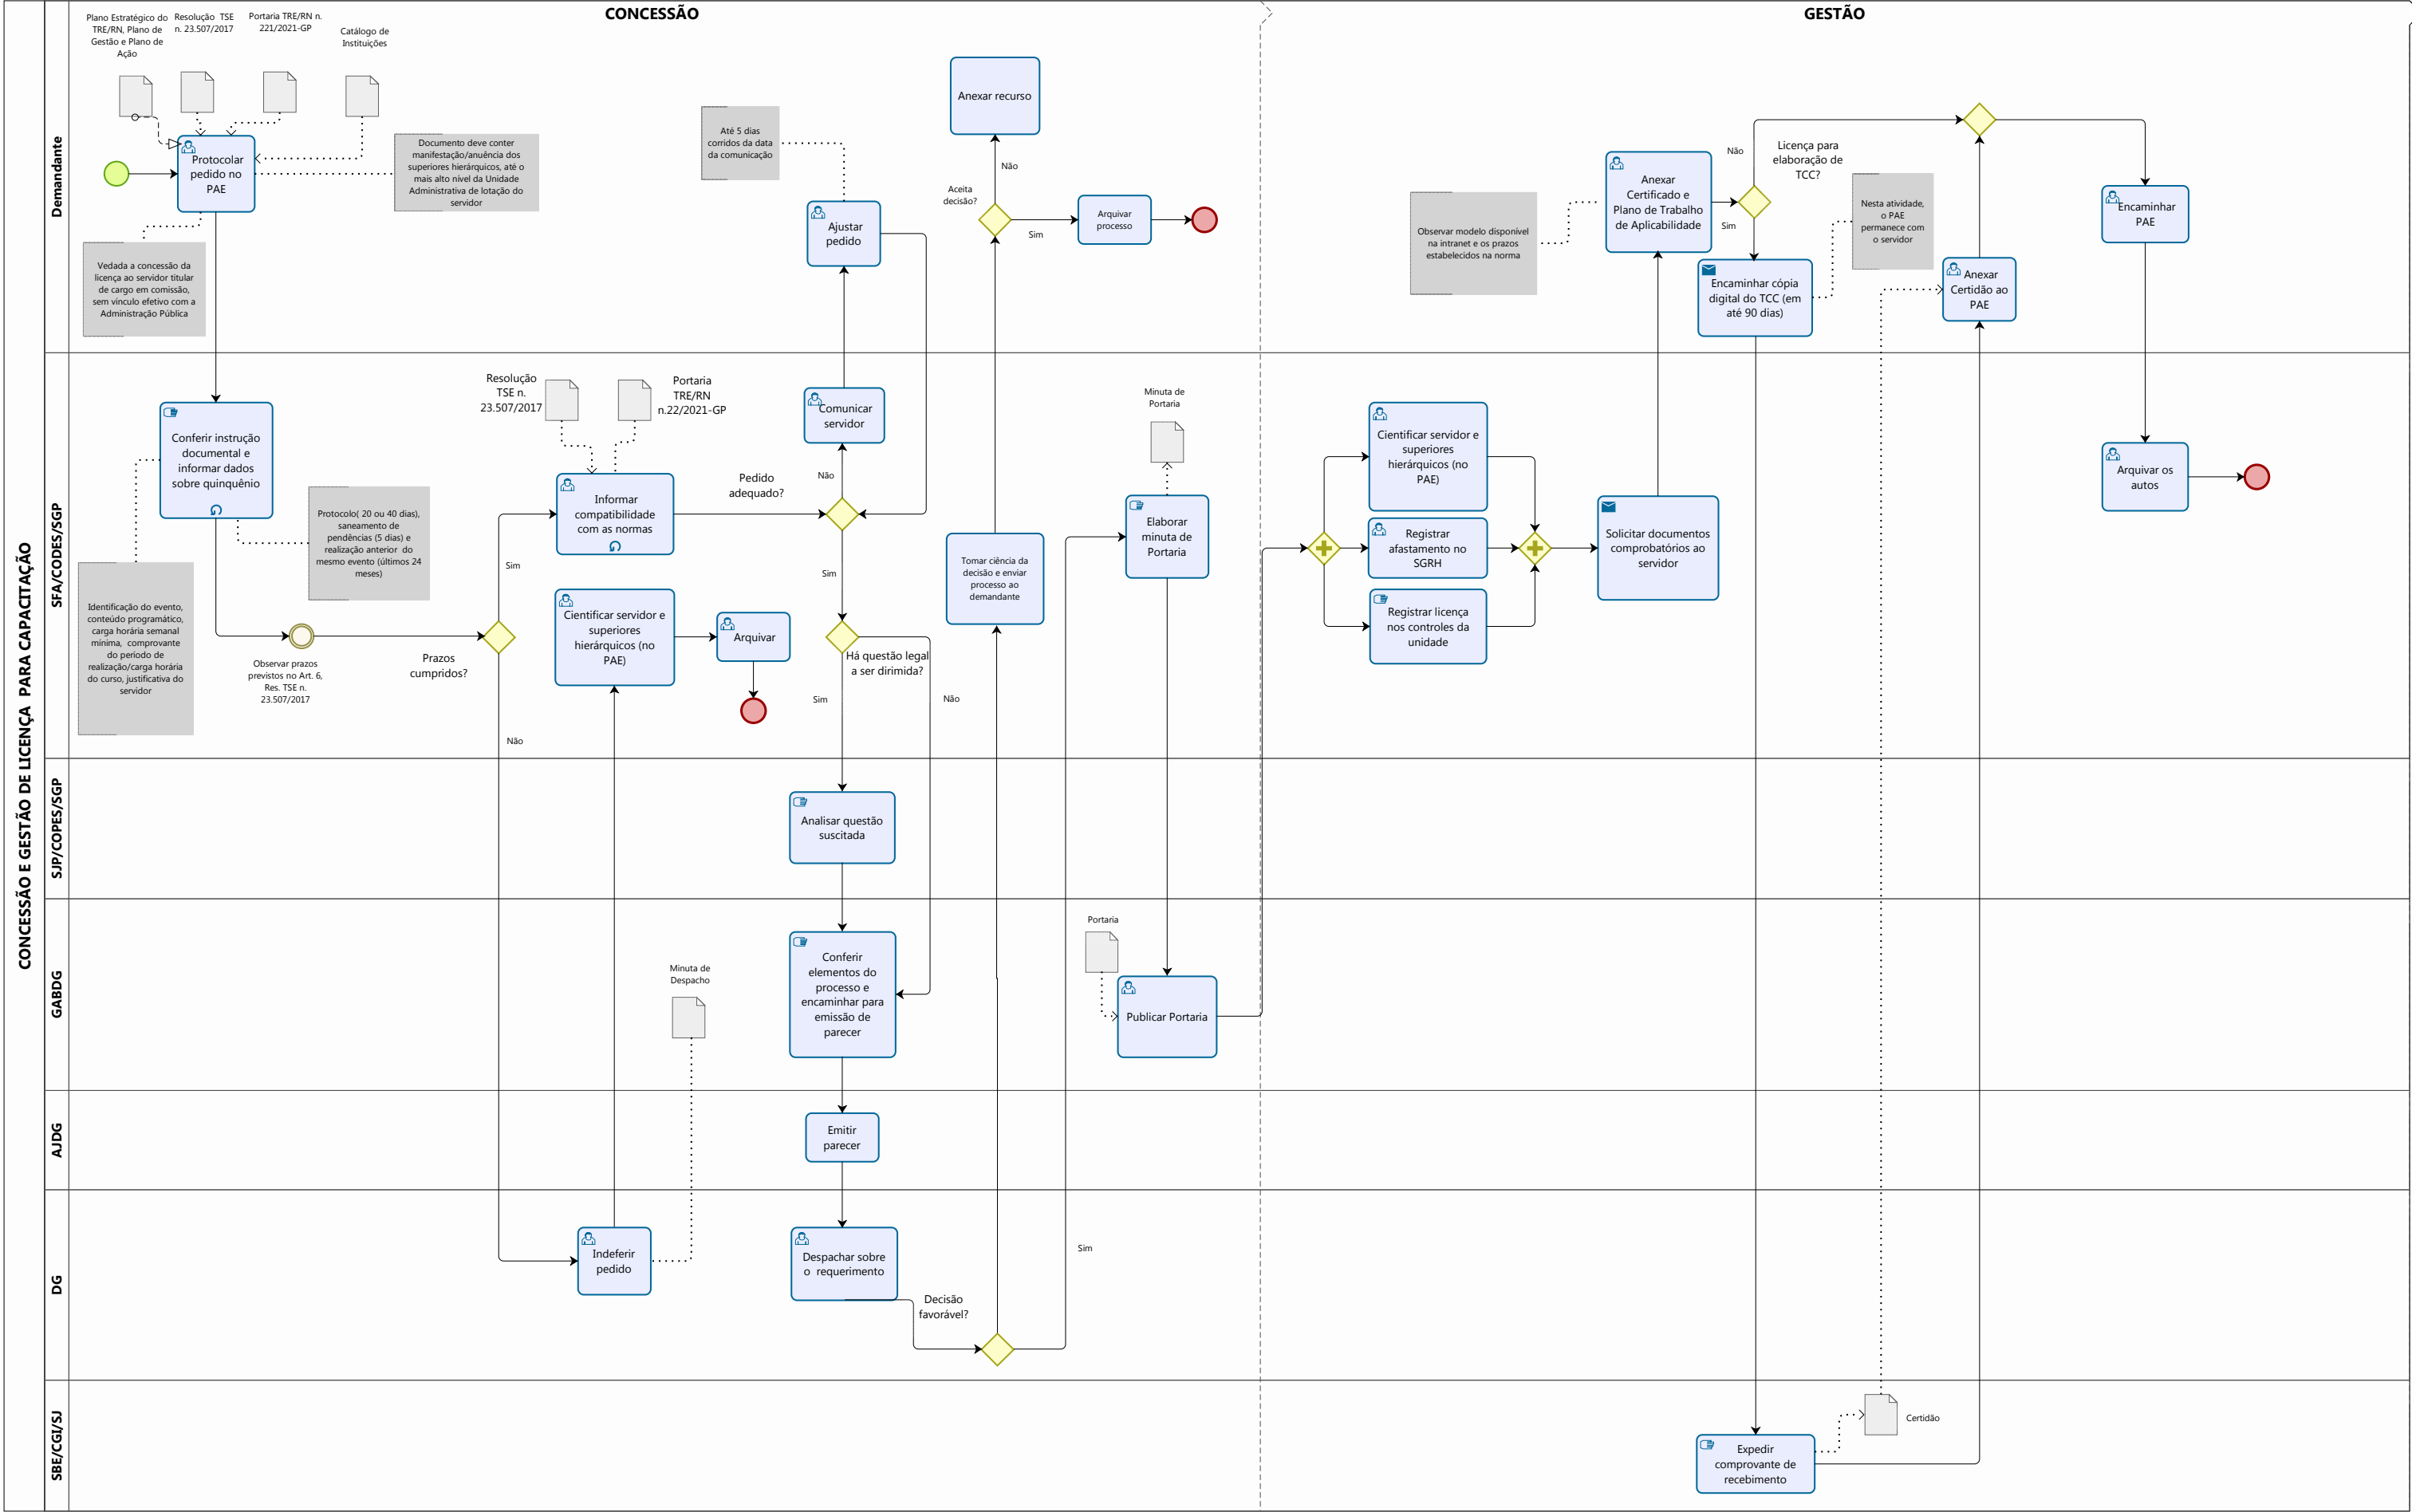 CONCESSÃO E GESTÃO DE LICENÇA PARA CAPACITAÇÃO
CONCESSÃO
GESTÃO
Demandante
Plano Estratégico do
TRE/RN, Plano de
Gestão e Plano de
Ação
Resolução TSE
n. 23.507/2017
Portaria TRE/RN n.
221/2021-GP
Catálogo de
Instituições
Protocolar
pedido no
PAE
Documento deve conter
manifestação/anuência dos
superiores hierárquicos, até o
mais alto nível da Unidade
Administrativa de lotação do
servidor
Vedada a concessão da
licença ao servidor titular
de cargo em comissão,
sem vínculo efetivo com a
Administração Pública
Até 5 dias
corridos da data
da comunicação
Ajustar
pedido
Anexar recurso
Não
Aceita
decisão?
Sim
Arquivar
processo
Observar modelo disponível
na intranet e os prazos
estabelecidos na norma
Anexar
Certificado e
Plano de Trabalho
de Aplicabilidade
Não
Licença para
elaboração de
TCC?
Sim
Encaminhar cópia
digital do TCC (em
até 90 dias)
Nesta atividade,
o PAE
permanece com
o servidor
Anexar
Certidão ao
PAE
Encaminhar
PAE
SFA/CODES/SGP
Conferir instrução
documental e
informar dados
sobre quinquênio
Protocolo( 20 ou 40 dias),
saneamento de
pendências (5 dias) e
realização anterior do
mesmo evento (últimos 24
meses)
Identificação do evento,
conteúdo programático,
carga horária semanal
mínima, comprovante
do período de
realização/carga horária
do curso, justificativa do
servidor
Observar prazos
previstos no Art. 6,
Res. TSE n.
23.507/2017
Prazos
cumpridos?
Sim
Não
Resolução
TSE n.
23.507/2017
Portaria
TRE/RN
n.22/2021-GP
Informar
compatibilidade
com as normas
Pedido
adequado?
Comunicar
servidor
Não
Sim
Cientificar servidor e
superiores
hierárquicos (no
PAE)
Arquivar
Há questão legal
a ser dirimida?
Sim
Não
Tomar ciência da
decisão e enviar
processo ao
demandante
Minuta de
Portaria
Elaborar
minuta de
Portaria
Cientificar servidor e
superiores
hierárquicos (no
PAE)
Registrar
afastamento no
SGRH
Registrar licença
nos controles da
unidade
Solicitar documentos
comprobatórios ao
servidor
Arquivar os
autos
SJP/COPES/SGP
Analisar questão
suscitada
GABDG
Minuta de
Despacho
Conferir
elementos do
processo e
encaminhar para
emissão de
parecer
Portaria
Publicar Portaria
AJDG
Emitir
parecer
DG
Indeferir
pedido
Despachar sobre
o requerimento
Decisão
favorável?
Sim
SBE/CGI/SJ
Expedir
comprovante de
recebimento
Certidão